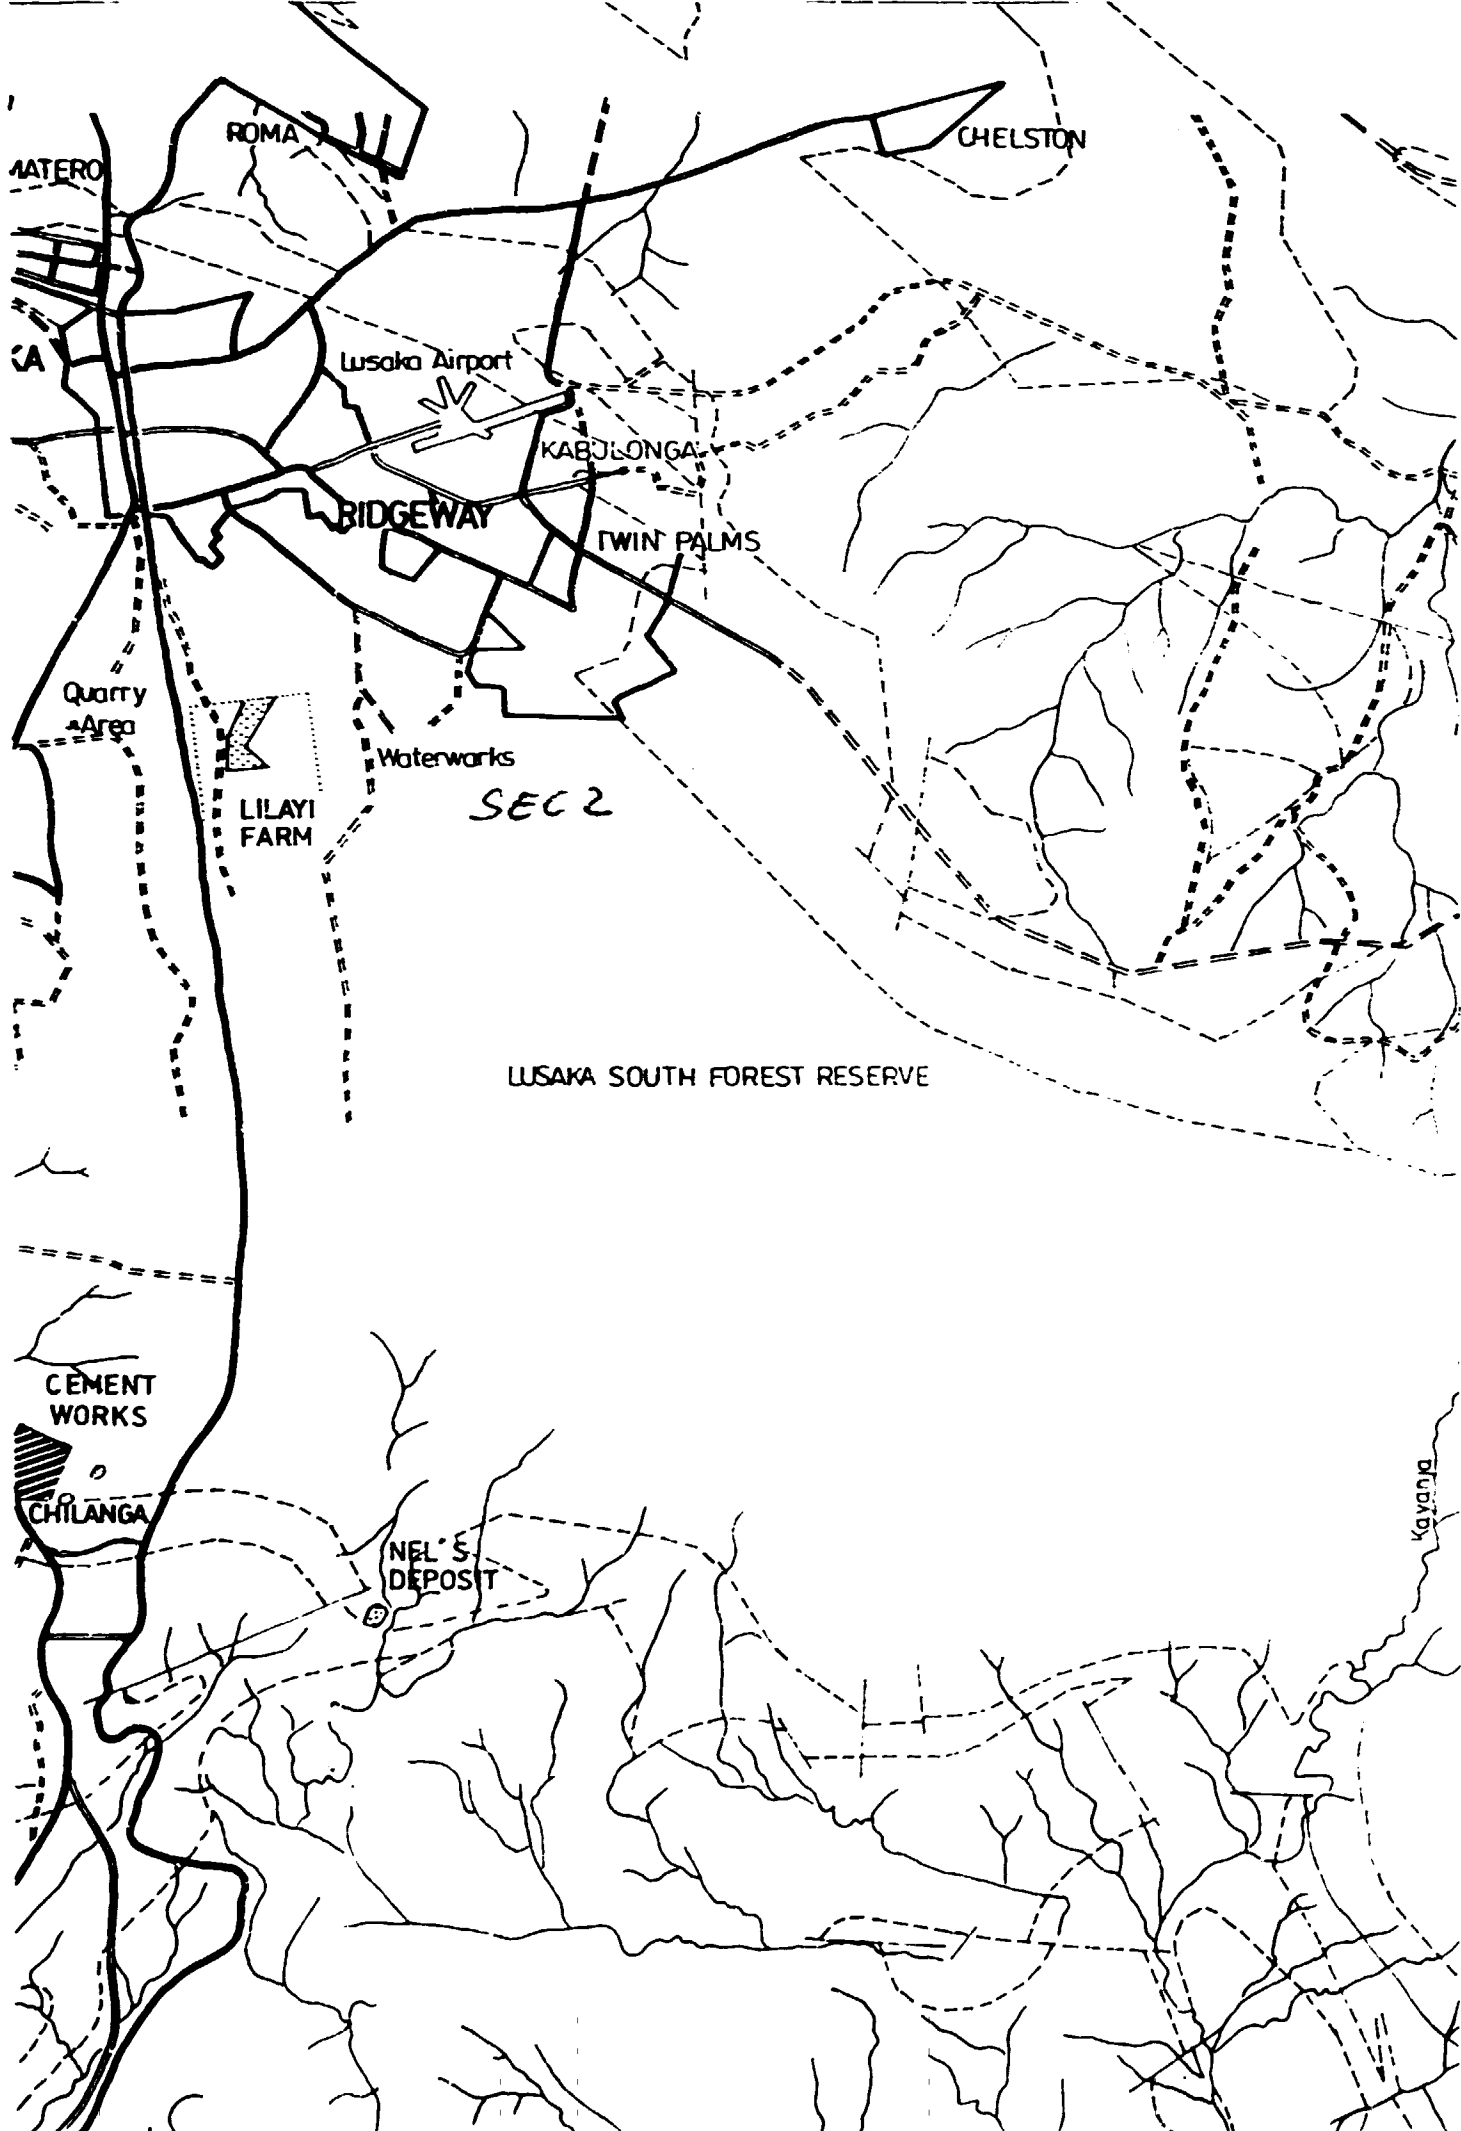 ROMA
CHELSTON
MATERO
KA
Lusaka Airport
KABULONGA
RIDGEWAY
TWIN PALMS
Quarry
Area
Waterworks
LILAYI
FARM
SEC 2
LUSAKA SOUTH FOREST RESERVE
CEMENT
WORKS
CHILANGA
NEL'S
DEPOSIT
Kavanja